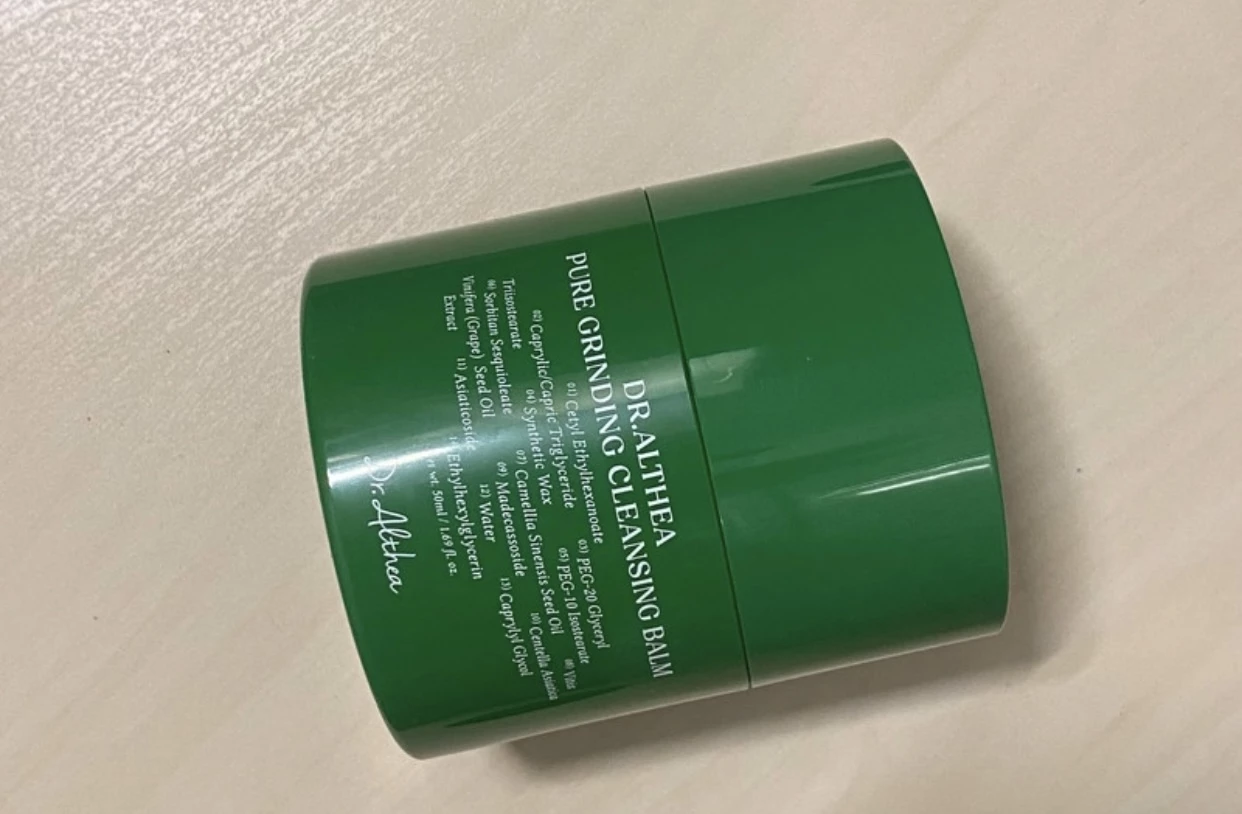 DR.ALTHEA
PURE GRINDING CLEANSING BALM
01) Cetyl Ethylhexanoate
02) Caprylic/Capric Triglyceride 03) PEG-20 Glyceryl
Triisostearate 04) Synthetic Wax 05) PEG-10 Isostearate
06) Sorbitan Sesquioleate 07) Camellia Sinensis Seed Oil 08) Vitis
Vinifera (Grape) Seed Oil 09) Madecassoside 10) Centella Asiatica
Extract 11) Asiaticoside 12) Water 13) Caprylyl Glycol
Ethylhexylglycerin
wt. 50ml / 1.69 fl. oz.
Dr.Althea